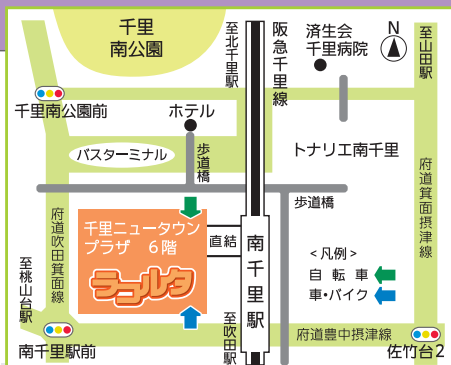 千里
南公園
至北千里駅
阪急千里線
済生会
千里病院
N
至山田駅
千里南公園前
ホテル
バスターミナル
歩道橋
トナリエ南千里
歩道橋
府道吹田箕面線
府道箕面摂津線
千里ニュータウン
プラザ 6階
ラコルタ
直結
南千里駅
<凡例>
自転車
車・バイク
至桃山台駅
南千里駅前
至吹田駅
府道豊中摂津線
佐竹台2